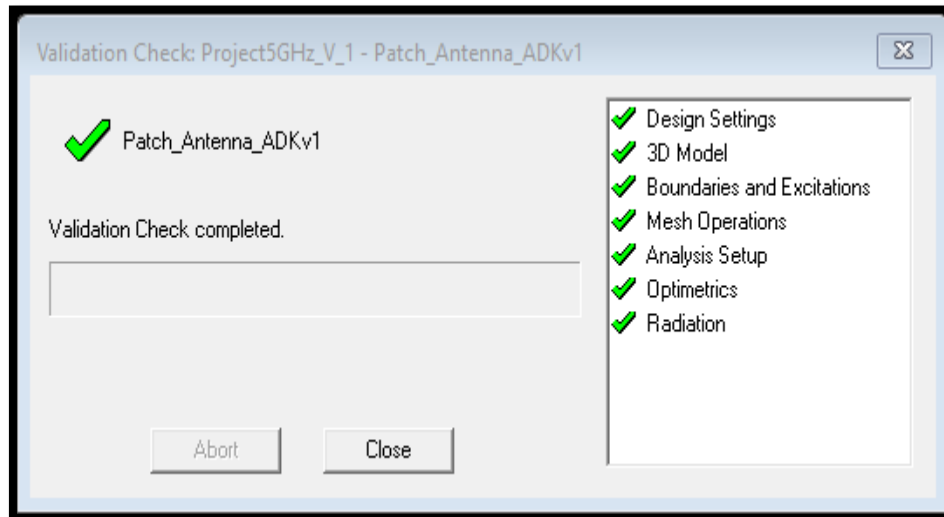 Validation Check: Project5GHz_V_1 - Patch_Antenna_ADKv1
Patch_Antenna_ADKv1
Validation Check completed.
Abort
Close
Design Settings
3D Model
Boundaries and Excitations
Mesh Operations
Analysis Setup
Optimetrics
Radiation